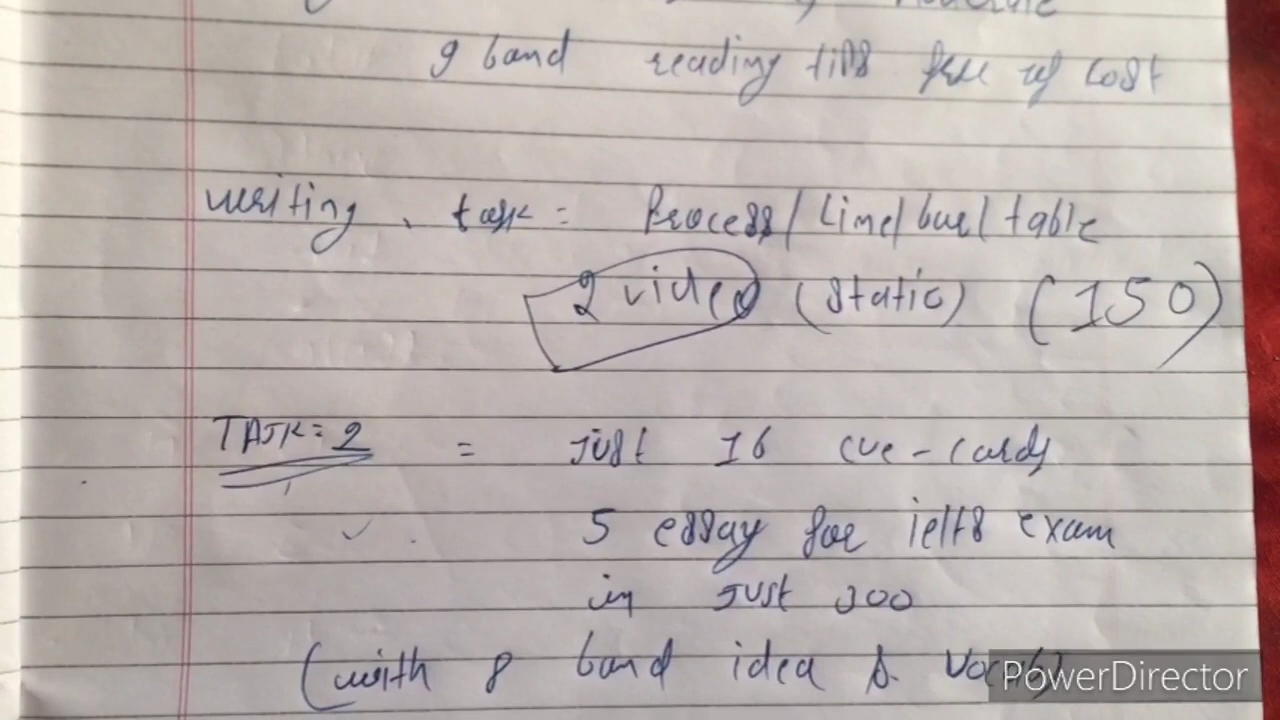 9 band reading tips free of cost
writing task = Process/Line/bar/table
2 video (static) (150)
TASK = 2 = Just 16 cue-cards
5 essay for ielts exam
in Just 300
(with 8 band idea & vocab)
PowerDirector